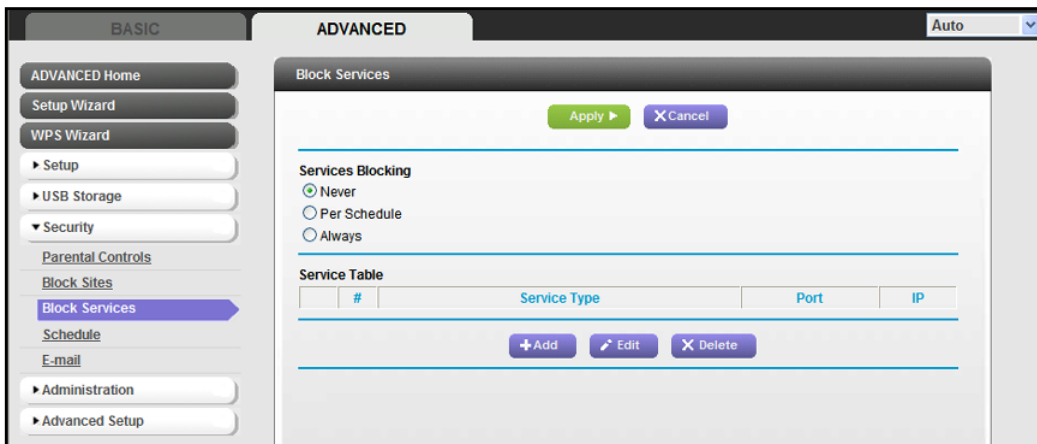 BASIC
ADVANCED
Auto
ADVANCED Home
Setup Wizard
WPS Wizard
Setup
USB Storage
Security
Parental Controls
Block Sites
Block Services
Schedule
E-mail
Administration
Advanced Setup
Block Services
Apply
Cancel
Services Blocking
Never
Per Schedule
Always
Service Table
# Service Type Port IP
Add Edit Delete